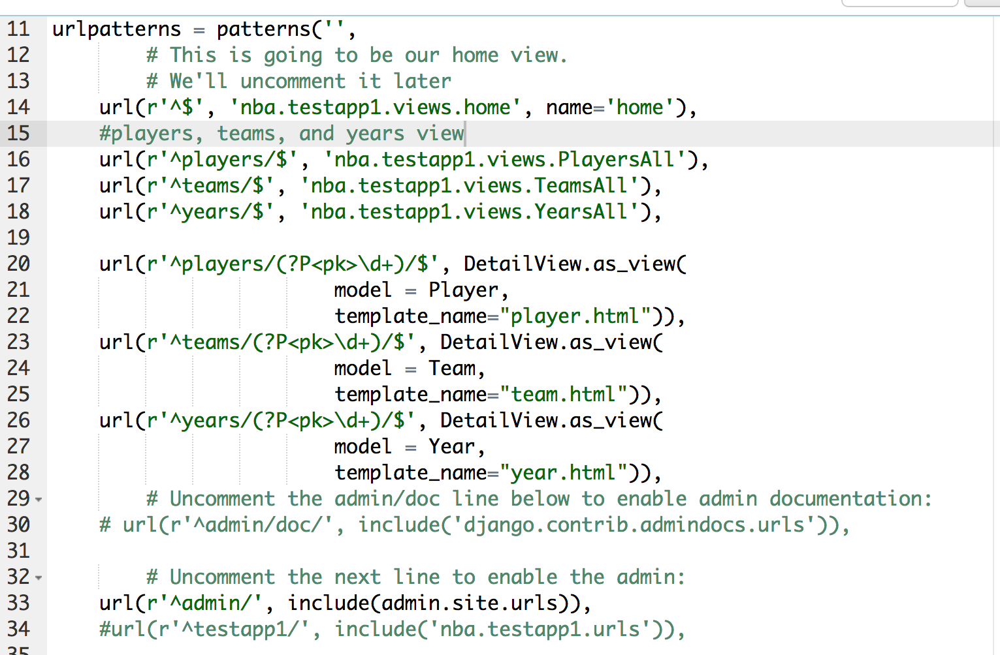 11 urlpatterns = patterns('',
12 # This is going to be our home view.
13 # We'll uncomment it later
14 url(r'^$', 'nba.testapp1.views.home', name='home'),
15 #players, teams, and years view
16 url(r'^players/$', 'nba.testapp1.views.PlayersAll'),
17 url(r'^teams/$', 'nba.testapp1.views.TeamsAll'),
18 url(r'^years/$', 'nba.testapp1.views.YearsAll'),
19
20 url(r'^players/(?P<pk>\d+)/$', DetailView.as_view(
21 model = Player,
22 template_name="player.html")),
23 url(r'^teams/(?P<pk>\d+)/$', DetailView.as_view(
24 model = Team,
25 template_name="team.html")),
26 url(r'^years/(?P<pk>\d+)/$', DetailView.as_view(
27 model = Year,
28 template_name="year.html")),
29 # Uncomment the admin/doc line below to enable admin documentation:
30 # url(r'^admin/doc/', include('django.contrib.admindocs.urls')),
31
32 # Uncomment the next line to enable the admin:
33 url(r'^admin/', include(admin.site.urls)),
34 #url(r'^testapp1/', include('nba.testapp1.urls')),
35